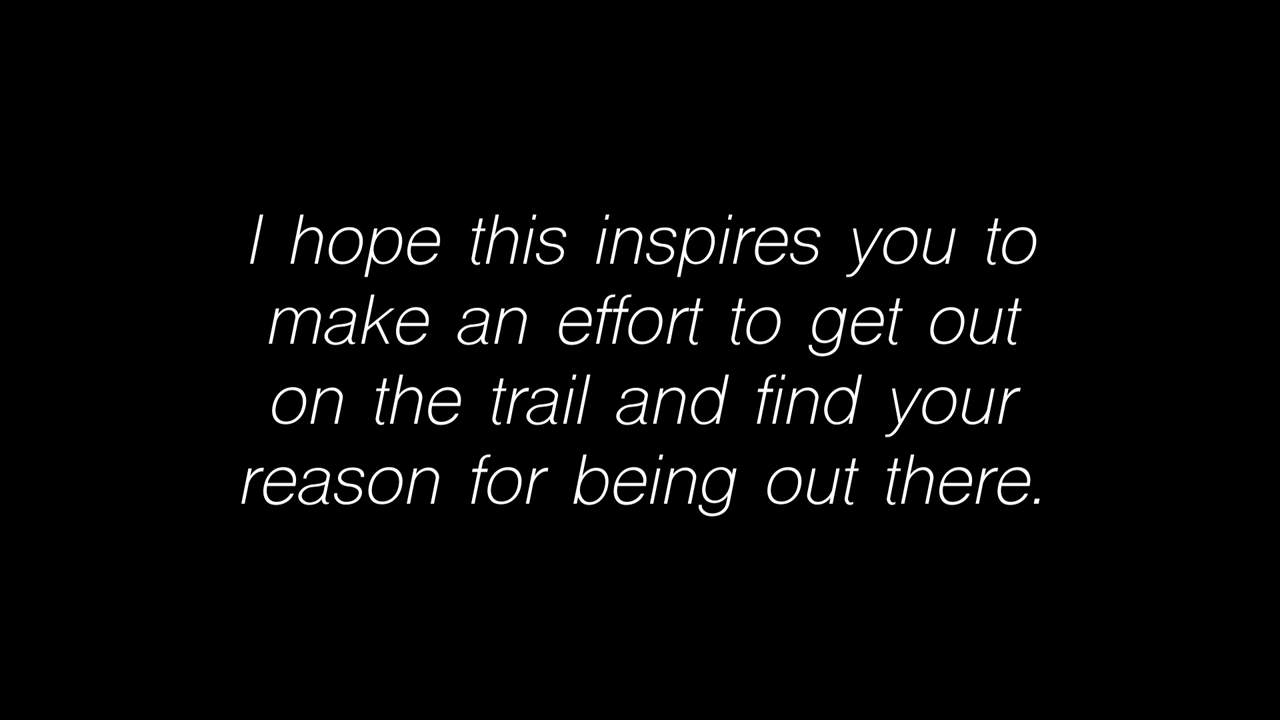 I hope this inspires you to
make an effort to get out
on the trail and find your
reason for being out there.